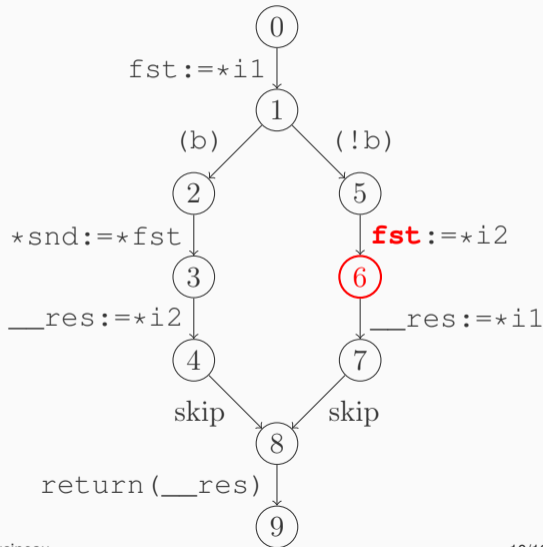 0
fst:=*i1
1
(b) (!b)
2 5
*snd:=*fst fst:=*i2
3 6
__res:=*i2 __res:=*i1
4 7
skip skip
8
return(__res)
9